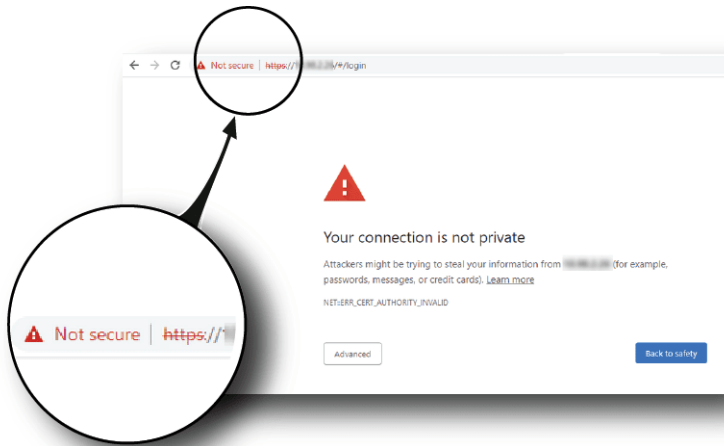 Not secure | https:// /#/login
Your connection is not private
Attackers might be trying to steal your information from (for example,
passwords, messages, or credit cards). Learn more
NET::ERR_CERT_AUTHORITY_INVALID
Advanced
Back to safety
Not secure | https://